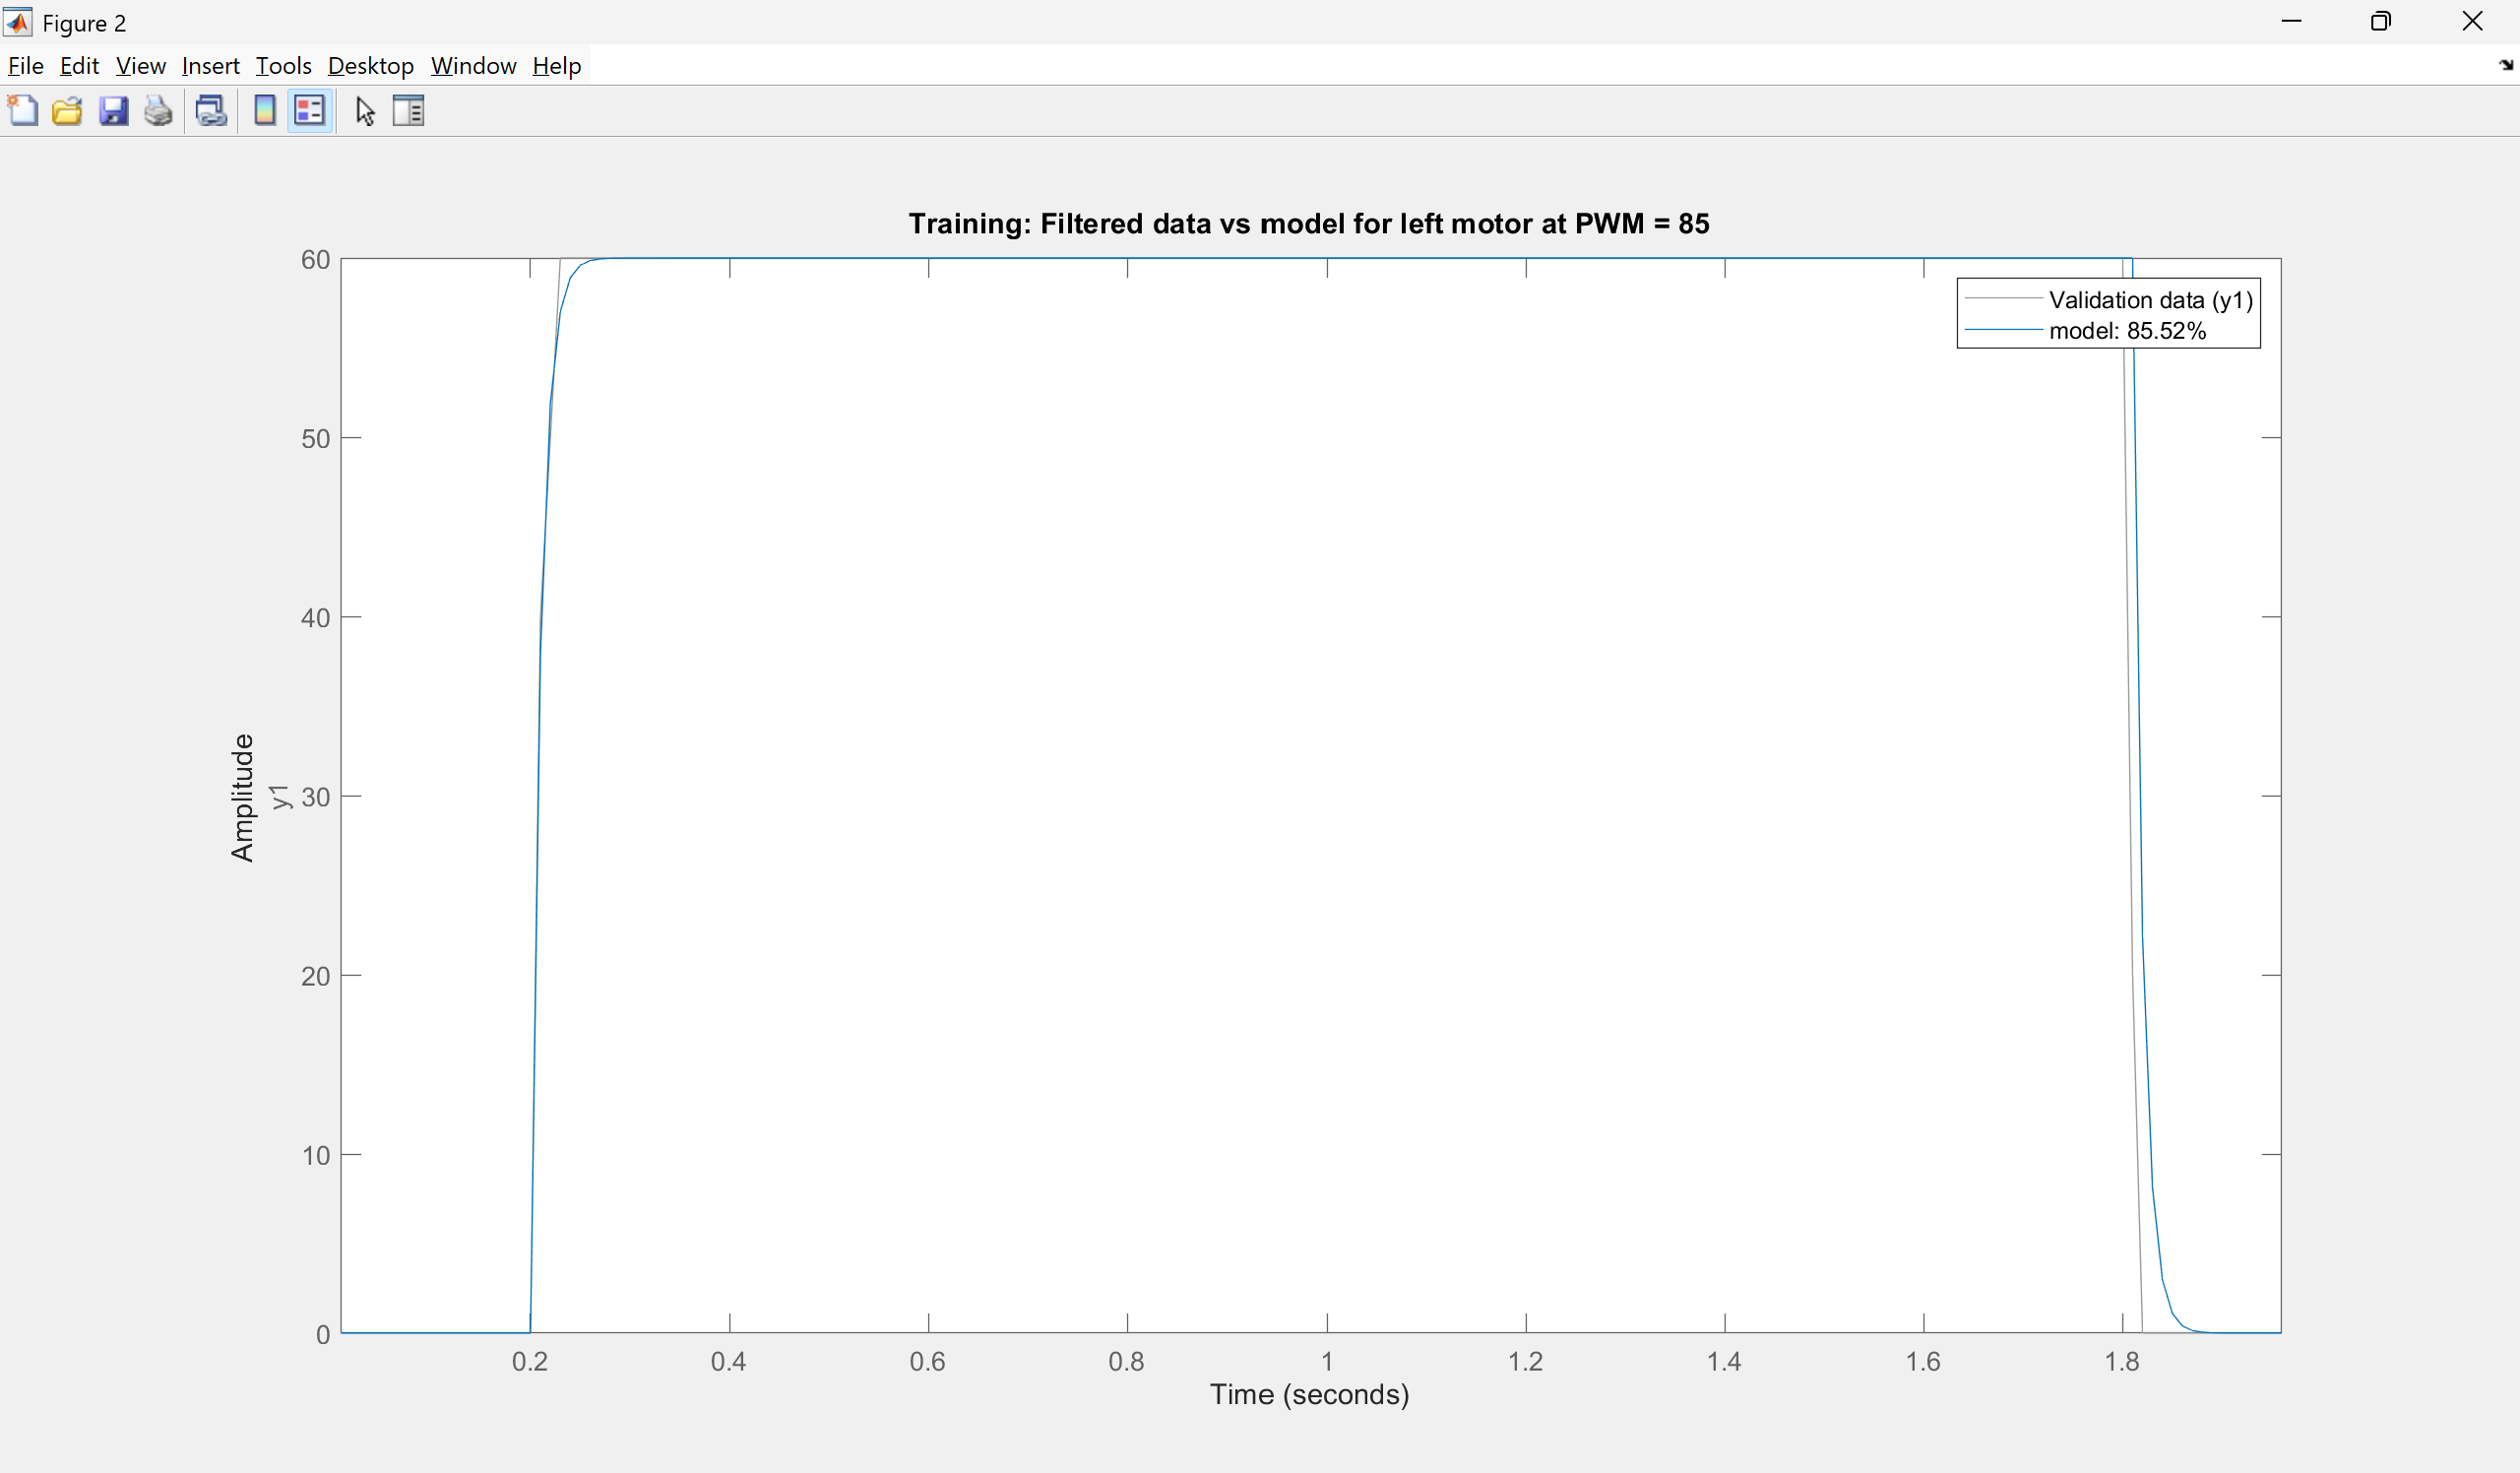 Figure 2
File Edit View Insert Tools Desktop Window Help
Training: Filtered data vs model for left motor at PWM = 85
Validation data (y1)
model: 85.52%
60
50
40
30
20
10
0
Amplitude
y1
0.2 0.4 0.6 0.8 1 1.2 1.4 1.6 1.8
Time (seconds)